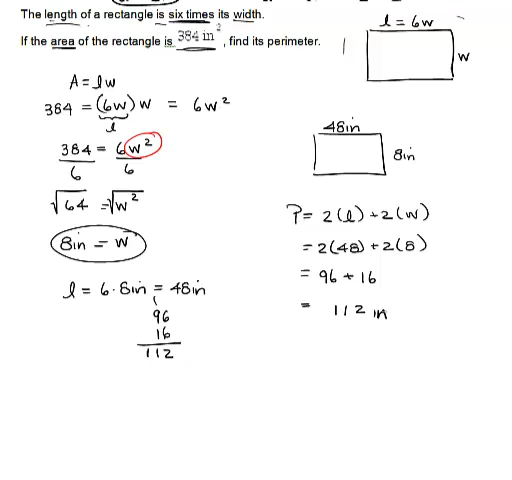 The length of a rectangle is six times its width.
If the area of the rectangle is 384 in², find its perimeter.
l = 6w
w
A = lw
384 = (6w)w = 6w²
l
384 = 6w²
6 6
√64 = √w²
8in = w
l = 6·8in = 48in
96
16
112
48in
8in
P = 2(l) + 2(w)
= 2(48) + 2(8)
= 96 + 16
= 112 in